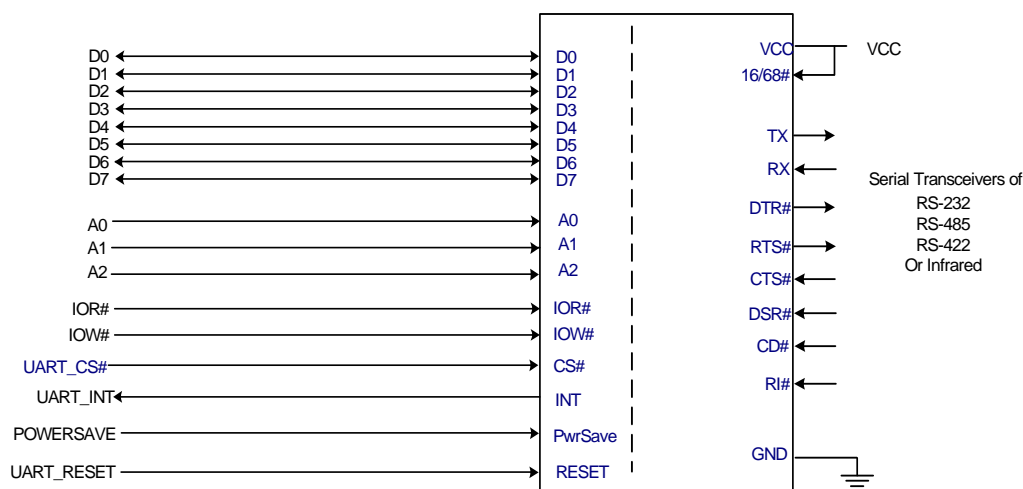 D0
D1
D2
D3
D4
D5
D6
D7
A0
A1
A2
IOR#
IOW#
UART_CS#
UART_INT
POWERSAVE
UART_RESET
D0
D1
D2
D3
D4
D5
D6
D7
A0
A1
A2
IOR#
IOW#
CS#
INT
PwrSave
RESET
VCC
16/68#
TX
RX
DTR#
RTS#
CTS#
DSR#
CD#
RI#
GND
VCC
Serial Transceivers of
RS-232
RS-485
RS-422
Or Infrared